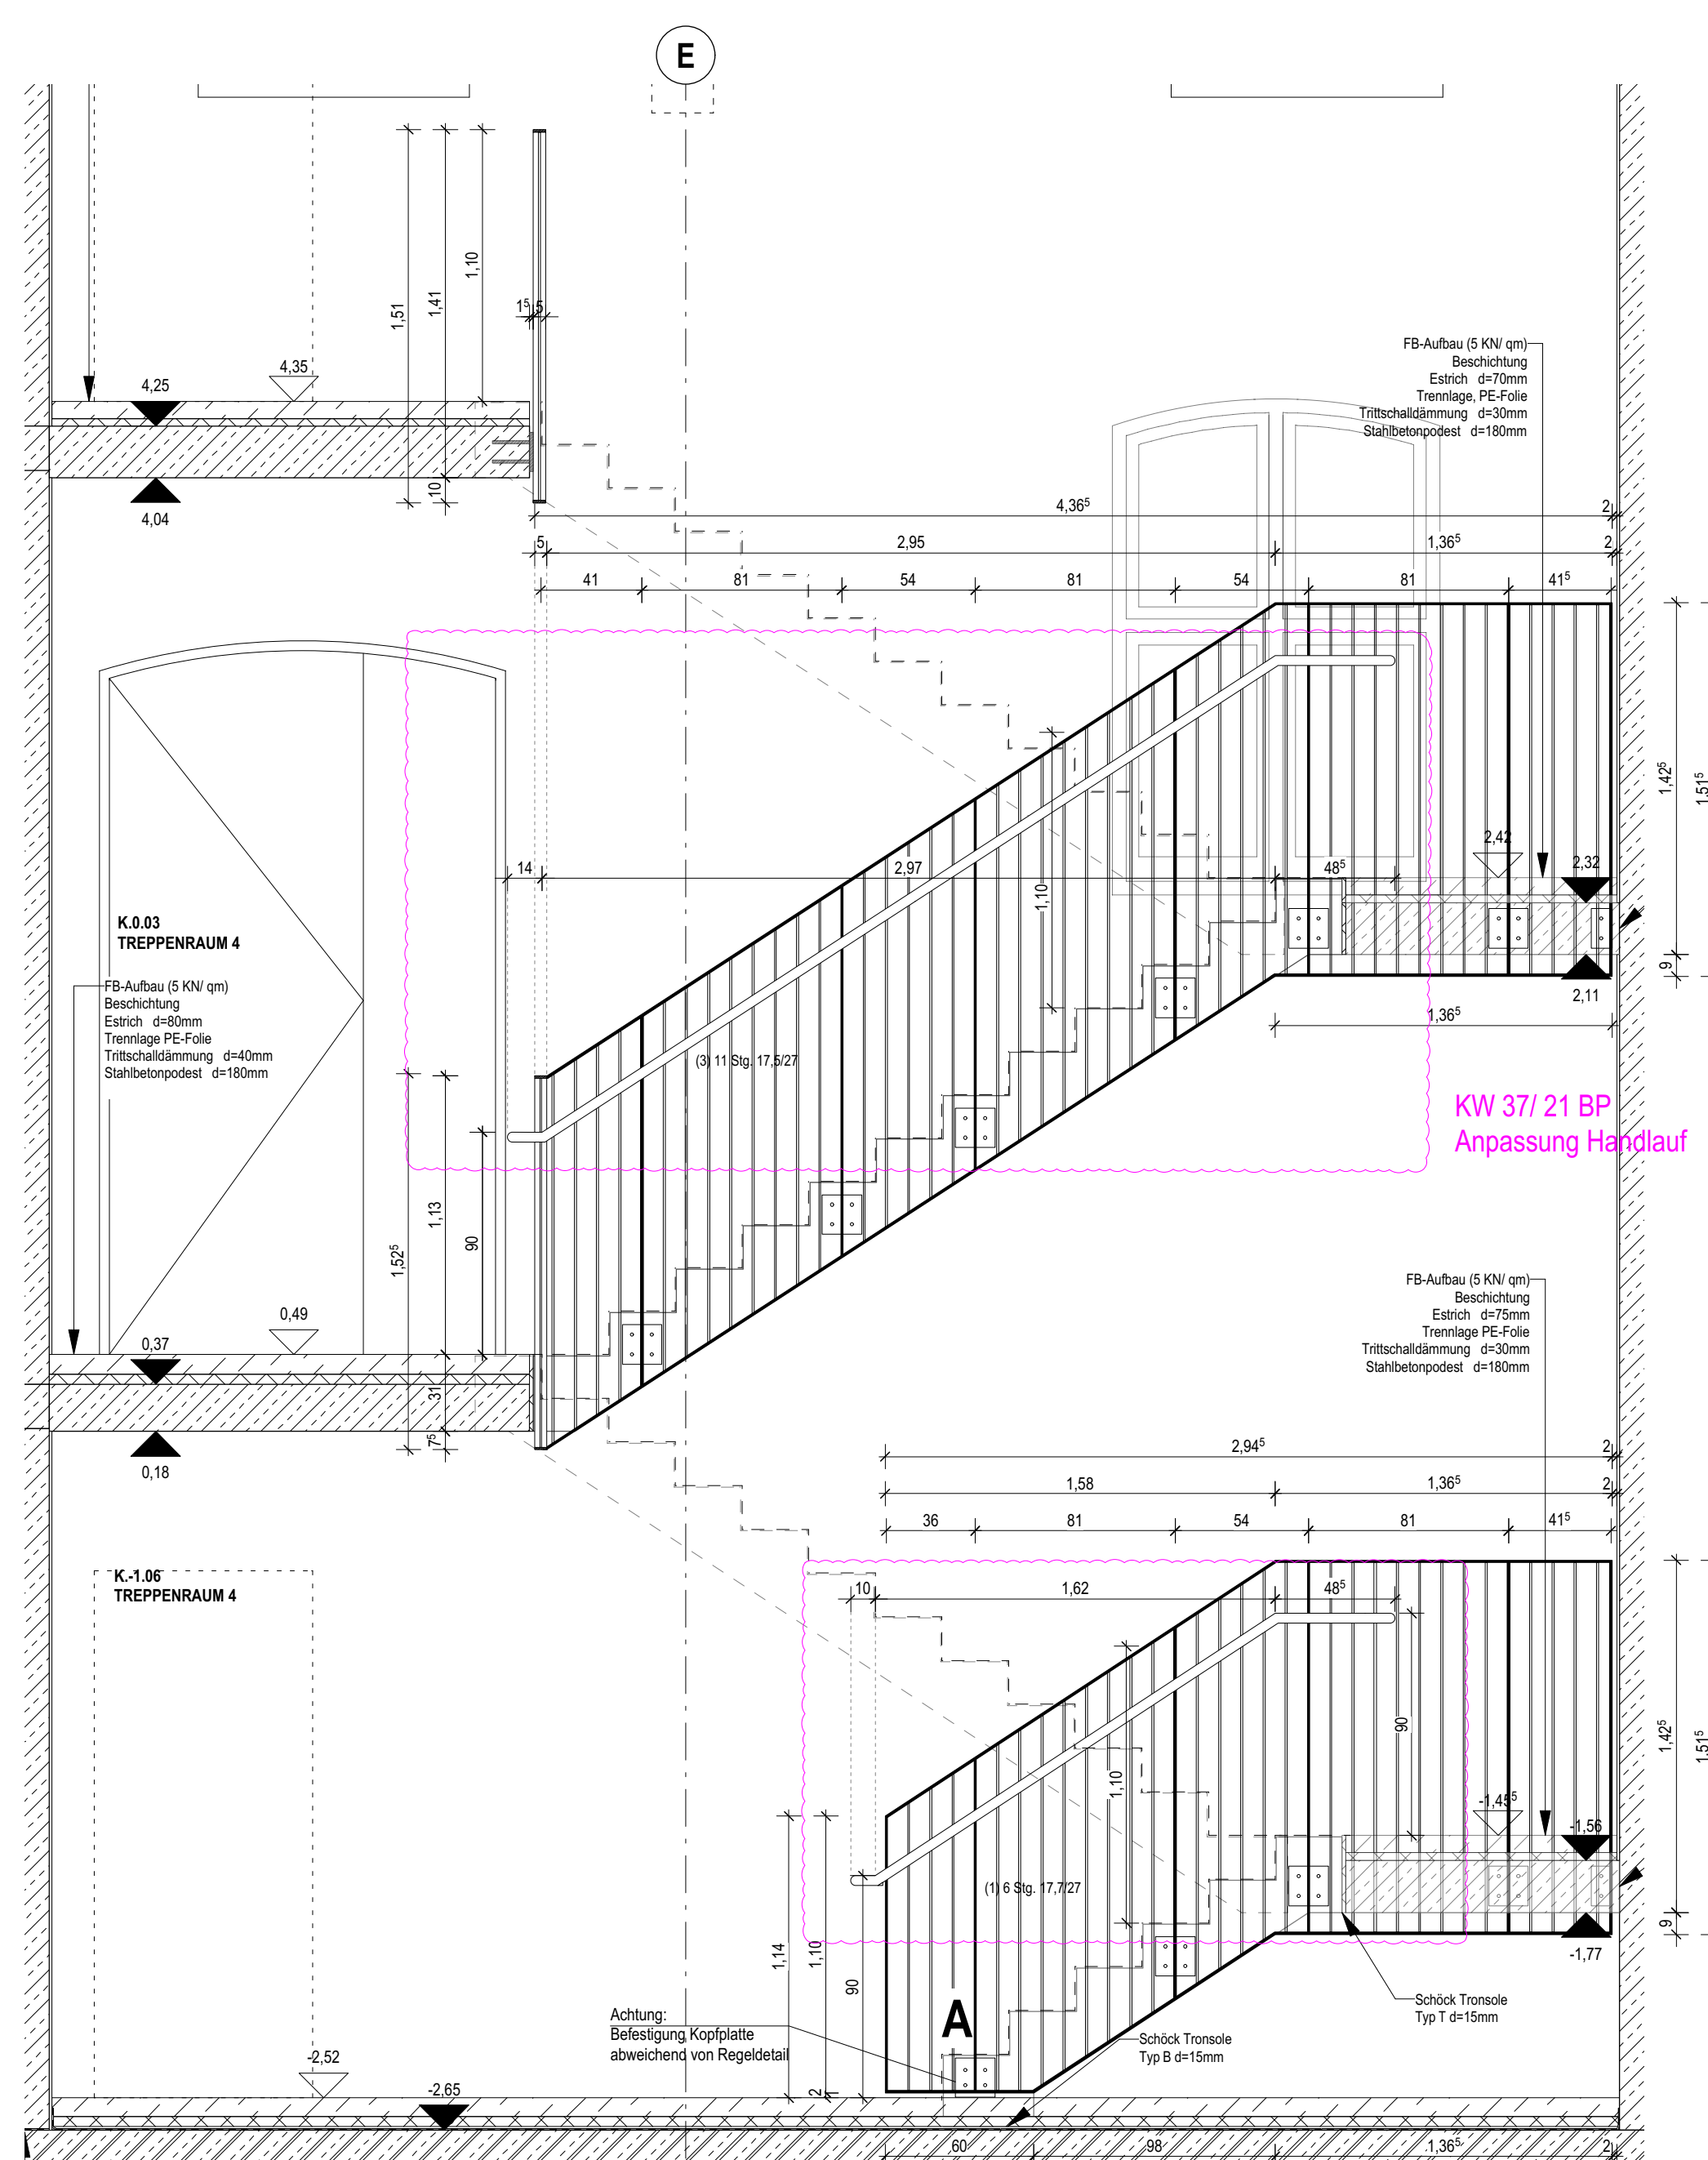 E
1,51
1,41
1,10
1⁵
5
4,25
4,35
4,04
10
FB-Aufbau (5 KN/ qm)
Beschichtung
Estrich d=70mm
Trennlage, PE-Folie
Trittschalldämmung d=30mm
Stahlbetonpodest d=180mm
4,36⁵
2
5
2,95
1,36⁵
2
41
81
54
81
54
81
41⁵
1,42⁵
1,51⁵
14
2,97
1,10
48⁵
2,42
2,32
9
2,11
1,36⁵
K.0.03
TREPPENRAUM 4
FB-Aufbau (5 KN/ qm)
Beschichtung
Estrich d=80mm
Trennlage PE-Folie
Trittschalldämmung d=40mm
Stahlbetonpodest d=180mm
(3) 11 Stg. 17,5/27
KW 37/ 21 BP
Anpassung Handlauf
1,52⁵
1,13
90
0,37
0,49
31
7⁵
0,18
FB-Aufbau (5 KN/ qm)
Beschichtung
Estrich d=75mm
Trennlage PE-Folie
Trittschalldämmung d=30mm
Stahlbetonpodest d=180mm
2,94⁵
2
1,58
1,36⁵
2
36
81
54
81
41⁵
K.-1.06
TREPPENRAUM 4
10
1,62
48⁵
90
1,10
1,42⁵
1,51⁵
-1,45⁵
-1,56
(1) 6 Stg. 17,7/27
9
-1,77
1,14
1,10
90
2
Achtung:
Befestigung Kopfplatte
abweichend von Regeldetail
A
Schöck Tronsole
Typ B d=15mm
Schöck Tronsole
Typ T d=15mm
-2,52
-2,65
60
98
1,36⁵
2